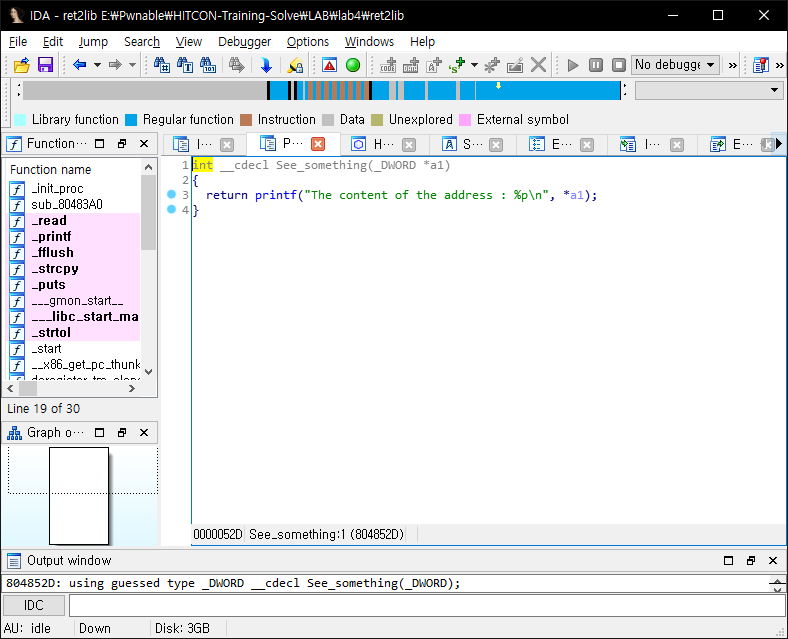 IDA - ret2lib E:₩Pwnable₩HITCON-Training-Solve₩LAB₩lab4₩ret2lib
File Edit Jump Search View Debugger Options Windows Help
No debugge
Library function Regular function Instruction Data Unexplored External symbol
Function··· I··· P··· H··· S··· E··· I··· E···
Function name
_init_proc
sub_80483A0
_read
_printf
_fflush
_strcpy
_puts
___gmon_start__
___libc_start_ma
_strtol
_start
__x86_get_pc_thunk
Line 19 of 30
Graph o···
1 int __cdecl See_something(_DWORD *a1)
2 {
3 return printf("The content of the address : %p\n", *a1);
4 }
0000052D See_something:1 (804852D)
Output window
804852D: using guessed type _DWORD __cdecl See_something(_DWORD);
IDC
AU: idle Down Disk: 3GB